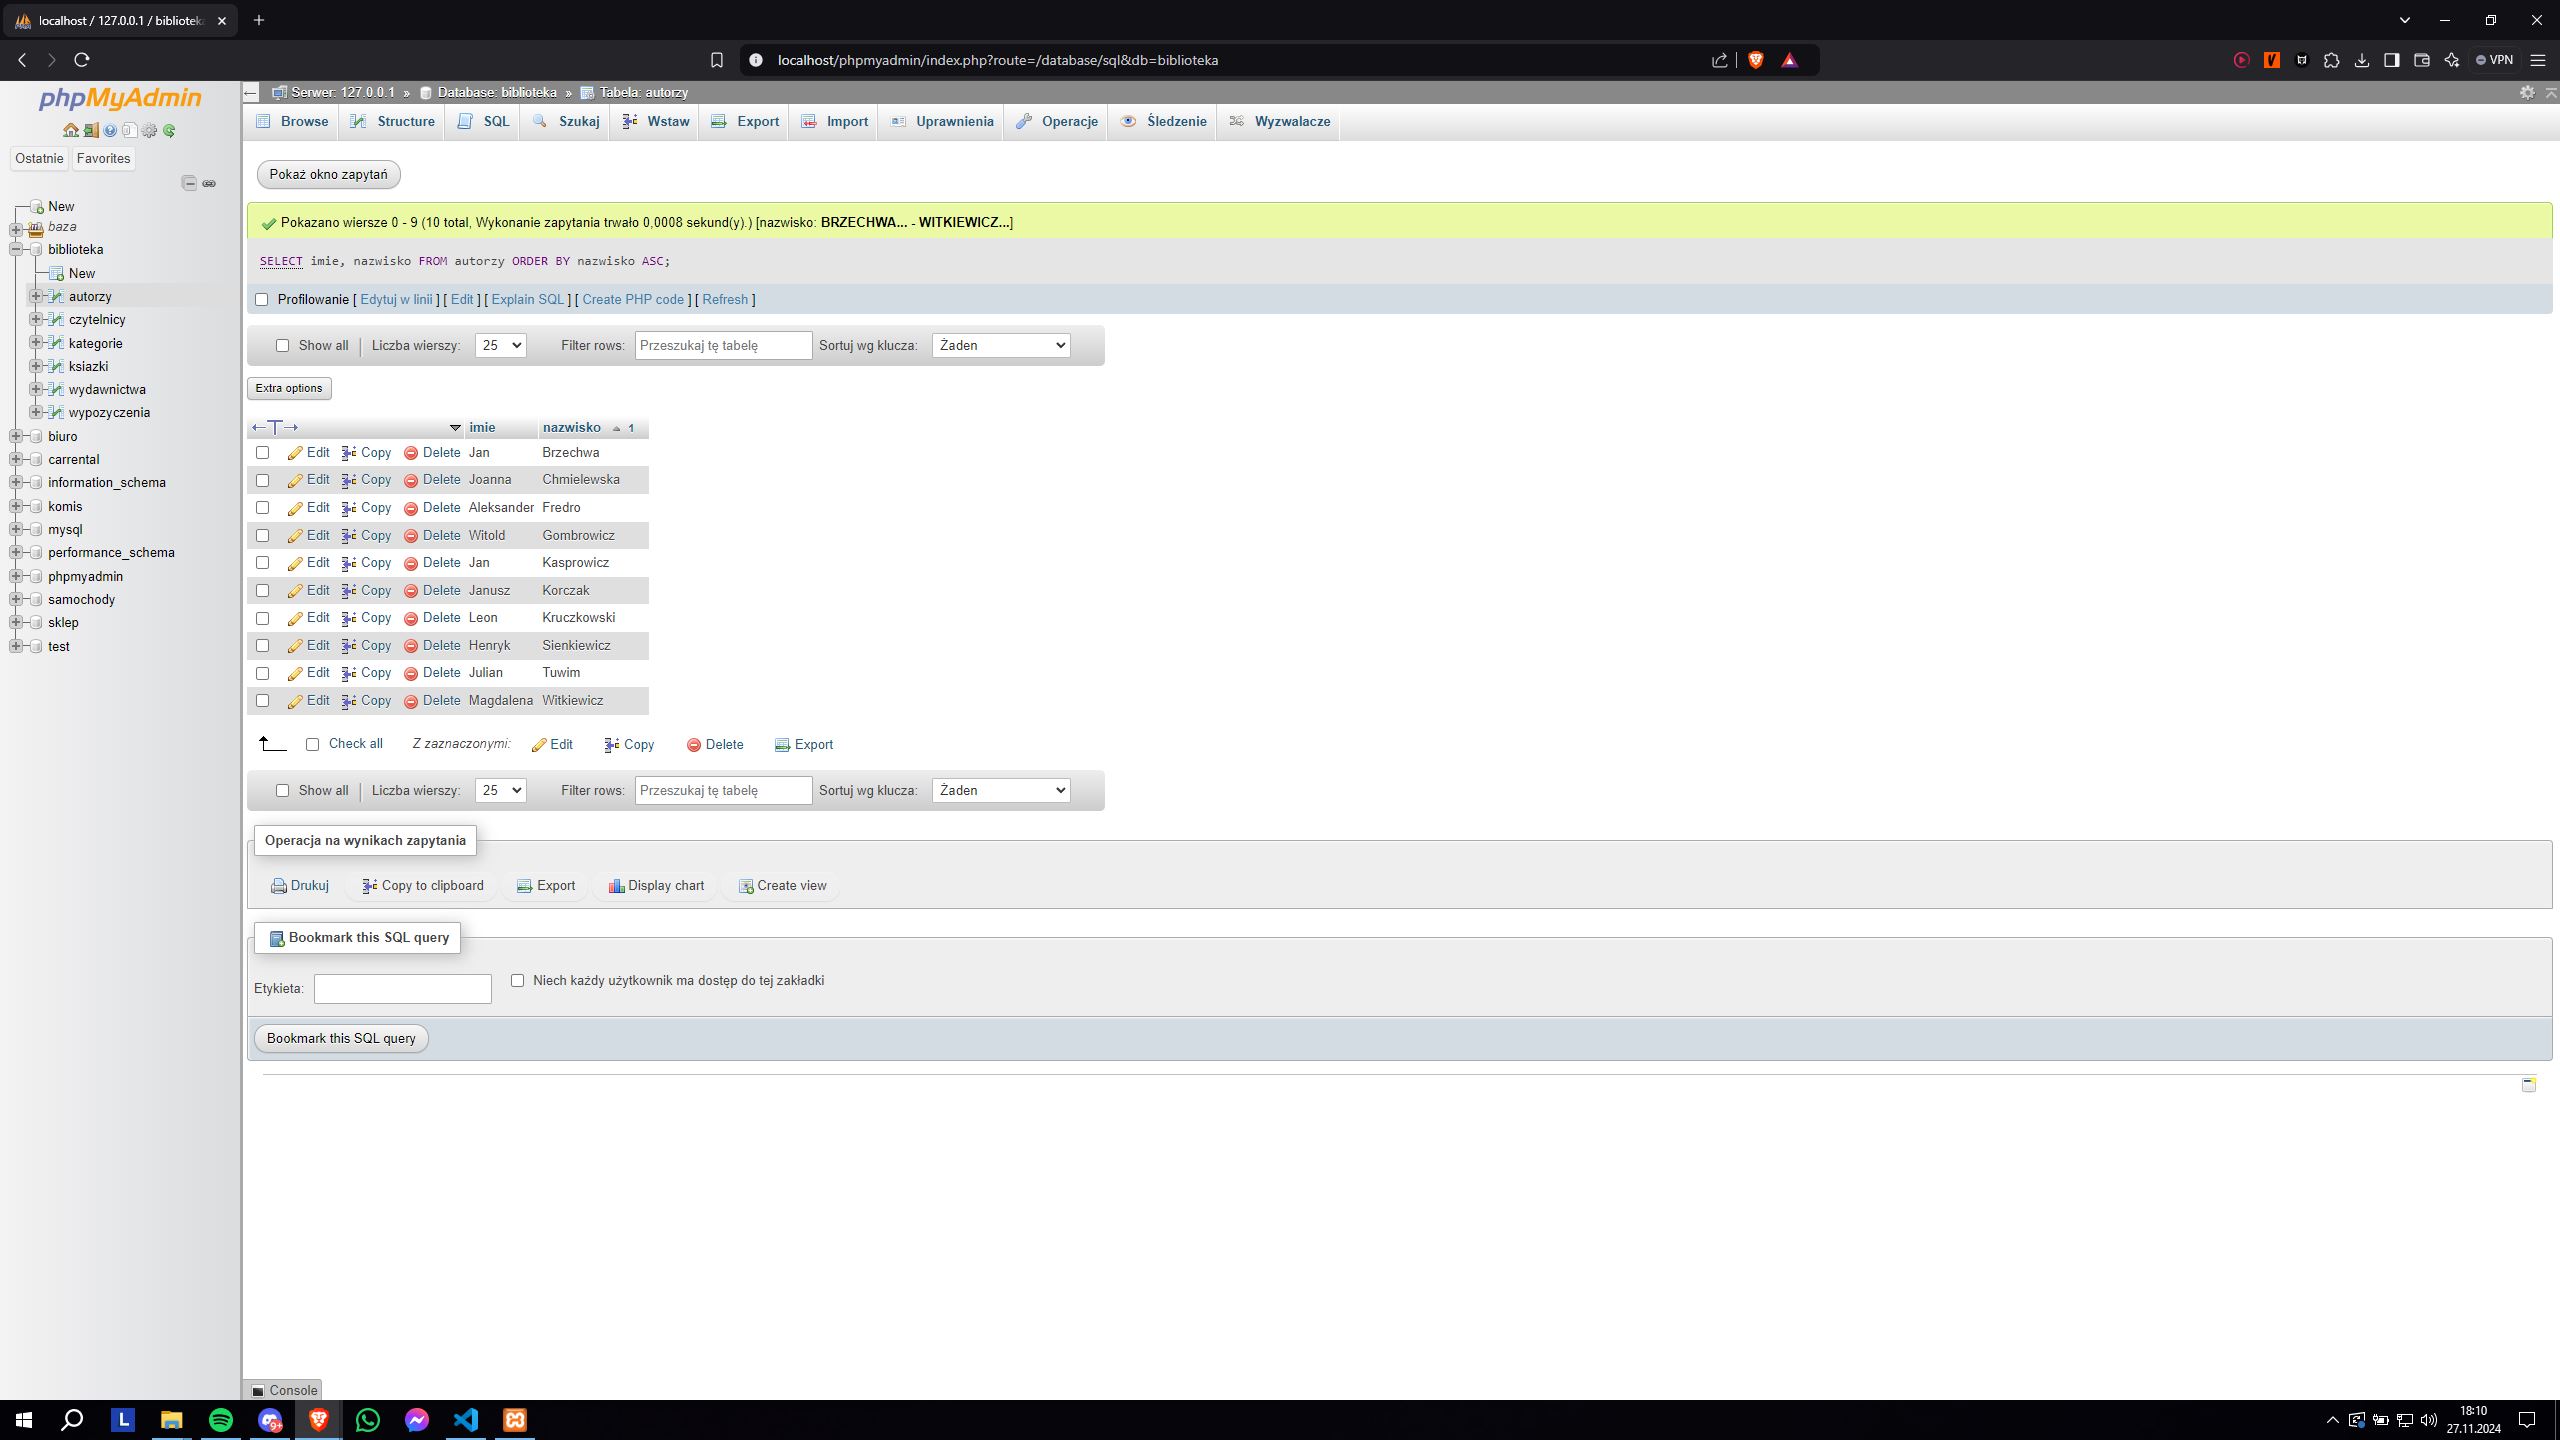 localhost / 127.0.0.1 / bibliotek
localhost/phpmyadmin/index.php?route=/database/sql&db=biblioteka
VPN
phpMyAdmin
Ostatnie Favorites
New
baza
biblioteka
New
autorzy
czytelnicy
kategorie
ksiazki
wydawnictwa
wypozyczenia
biuro
carrental
information_schema
komis
mysql
performance_schema
phpmyadmin
samochody
sklep
test
Serwer: 127.0.0.1 » Database: biblioteka » Tabela: autorzy
Browse Structure SQL Szukaj Wstaw Export Import Uprawnienia Operacje Śledzenie Wyzwalacze
Pokaż okno zapytań
Pokazano wiersze 0 - 9 (10 total, Wykonanie zapytania trwało 0,0008 sekund(y).) [nazwisko: BRZECHWA... - WITKIEWICZ...]
SELECT imie, nazwisko FROM autorzy ORDER BY nazwisko ASC;
Profilowanie [ Edytuj w linii ] [ Edit ] [ Explain SQL ] [ Create PHP code ] [ Refresh ]
Show all Liczba wierszy: 25 Filter rows: Przeszukaj tę tabelę Sortuj wg klucza: Żaden
Extra options
imie nazwisko 1
Edit Copy Delete Jan Brzechwa
Edit Copy Delete Joanna Chmielewska
Edit Copy Delete Aleksander Fredro
Edit Copy Delete Witold Gombrowicz
Edit Copy Delete Jan Kasprowicz
Edit Copy Delete Janusz Korczak
Edit Copy Delete Leon Kruczkowski
Edit Copy Delete Henryk Sienkiewicz
Edit Copy Delete Julian Tuwim
Edit Copy Delete Magdalena Witkiewicz
Check all Z zaznaczonymi: Edit Copy Delete Export
Show all Liczba wierszy: 25 Filter rows: Przeszukaj tę tabelę Sortuj wg klucza: Żaden
Operacja na wynikach zapytania
Drukuj Copy to clipboard Export Display chart Create view
Bookmark this SQL query
Etykieta: Niech każdy użytkownik ma dostęp do tej zakładki
Bookmark this SQL query
Console
L
9+
18:10
27.11.2024